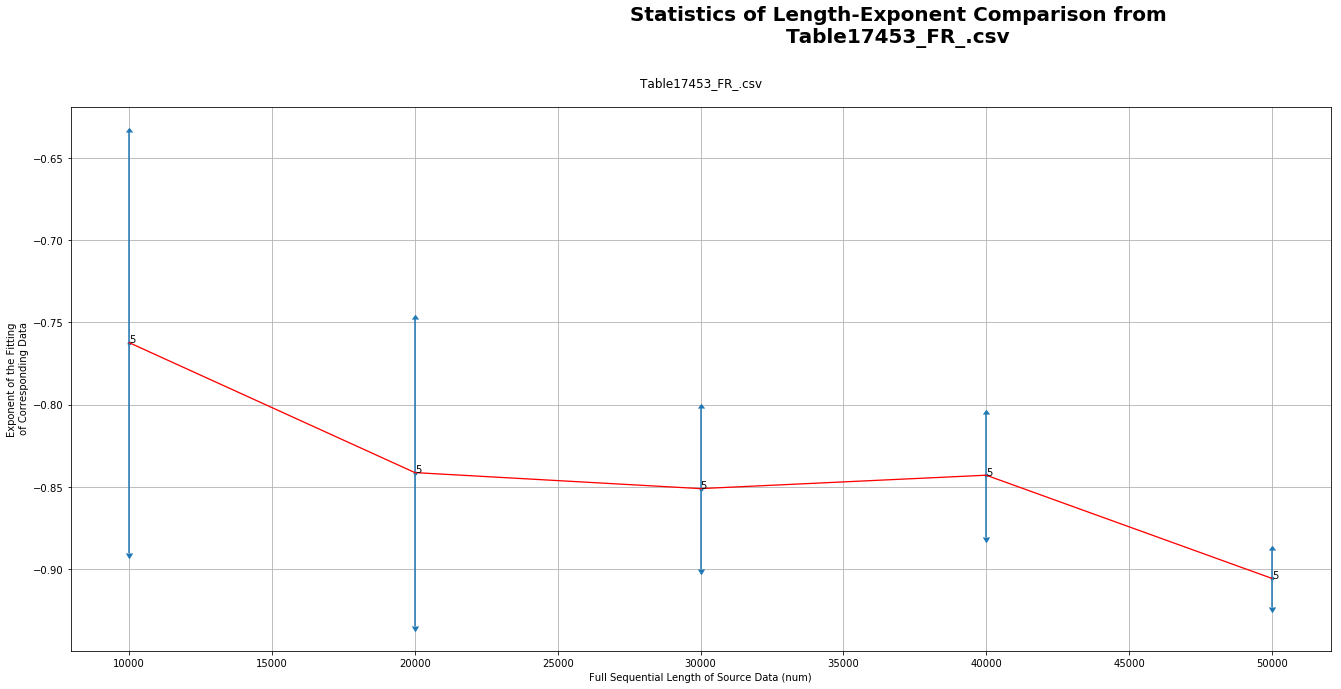 Statistics of Length-Exponent Comparison from
Table17453_FR_.csv
Table17453_FR_.csv
−0.65
−0.70
−0.75
−0.80
−0.85
−0.90
Exponent of the Fitting
of Corresponding Data
5
5
5
5
5
10000 15000 20000 25000 30000 35000 40000 45000 50000
Full Sequential Length of Source Data (num)